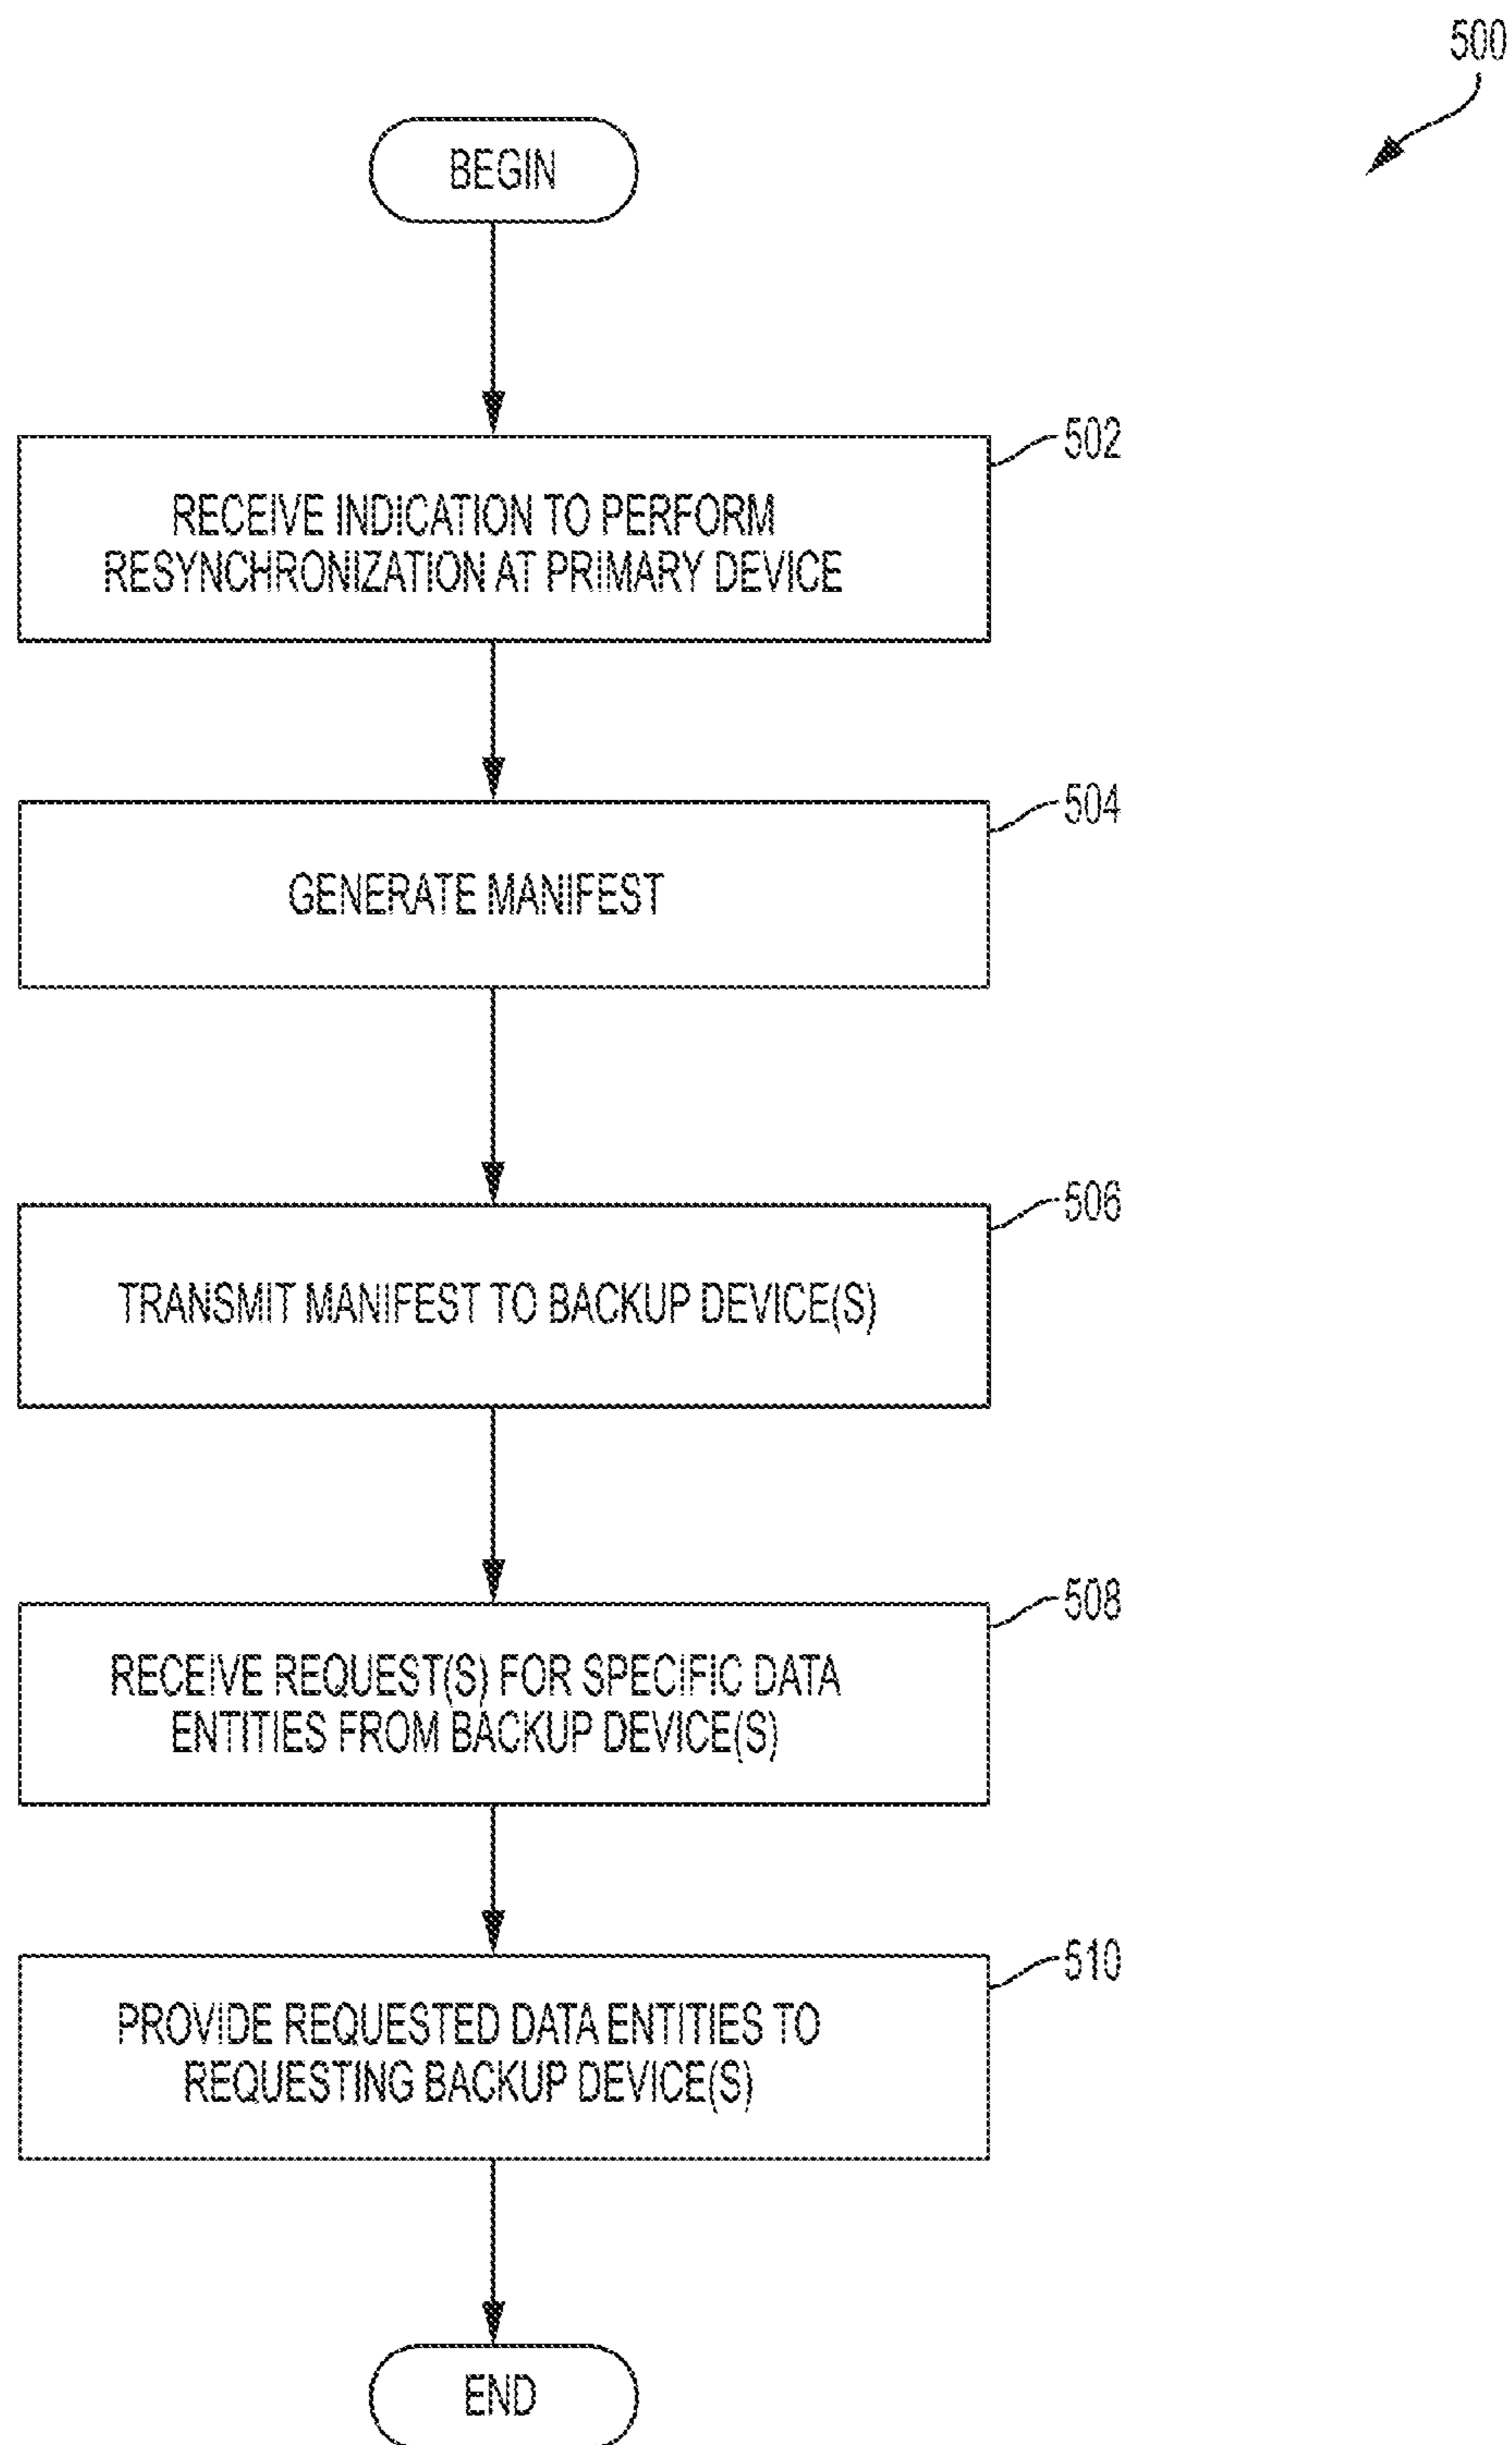 500
BEGIN
502
RECEIVE INDICATION TO PERFORM
RESYNCHRONIZATION AT PRIMARY DEVICE
504
GENERATE MANIFEST
506
TRANSMIT MANIFEST TO BACKUP DEVICE(S)
508
RECEIVE REQUEST(S) FOR SPECIFIC DATA
ENTITIES FROM BACKUP DEVICE(S)
510
PROVIDE REQUESTED DATA ENTITIES TO
REQUESTING BACKUP DEVICE(S)
END